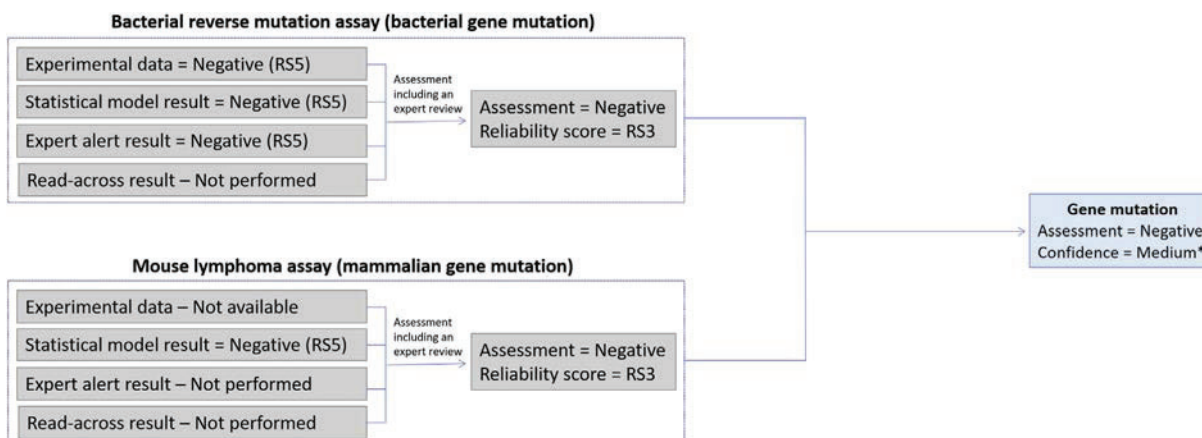 Bacterial reverse mutation assay (bacterial gene mutation)
Experimental data = Negative (RS5)
Statistical model result = Negative (RS5)
Expert alert result = Negative (RS5)
Read-across result – Not performed
Assessment
including an
expert review
Assessment = Negative
Reliability score = RS3
Mouse lymphoma assay (mammalian gene mutation)
Experimental data – Not available
Statistical model result = Negative (RS5)
Expert alert result – Not performed
Read-across result – Not performed
Assessment
including an
expert review
Assessment = Negative
Reliability score = RS3
Gene mutation
Assessment = Negative
Confidence = Medium*